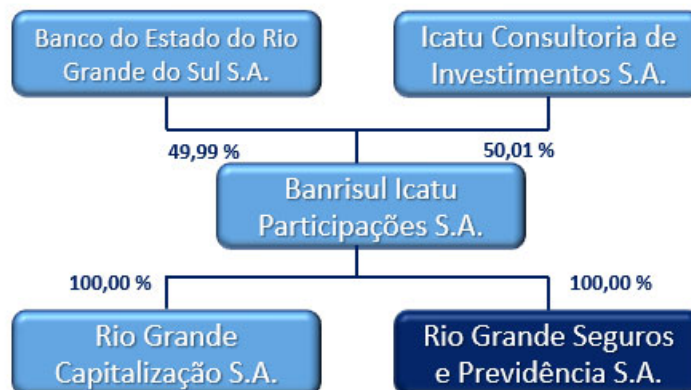 Banco do Estado do Rio
Grande do Sul S.A.
Icatu Consultoria de
Investimentos S.A.
49,99 %
50,01 %
Banrisul Icatu
Participações S.A.
100,00 %
100,00 %
Rio Grande
Capitalização S.A.
Rio Grande Seguros
e Previdência S.A.